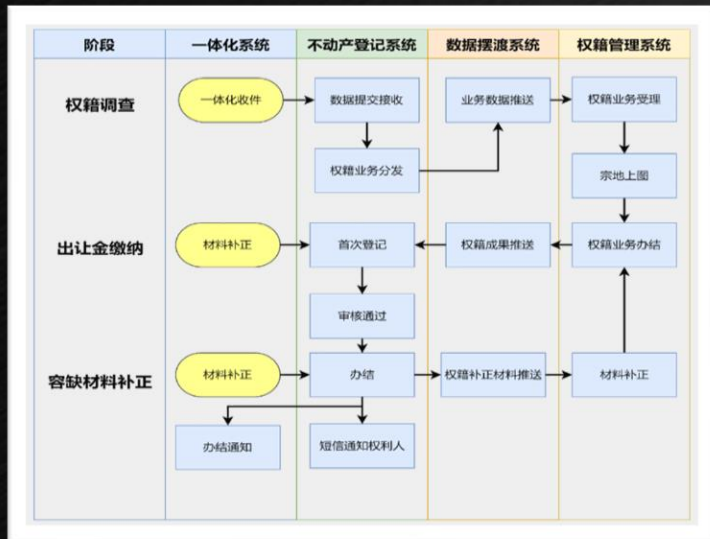 阶段
一体化系统
不动产登记系统
数据摆渡系统
权籍管理系统
权籍调查
一体化收件
数据提交接收
业务数据推送
权籍业务受理
权籍业务分发
宗地上图
出让金缴纳
材料补正
首次登记
权籍成果推送
权籍业务办结
审核通过
容缺材料补正
材料补正
办结
权籍补正材料推送
材料补正
办结通知
短信通知权利人